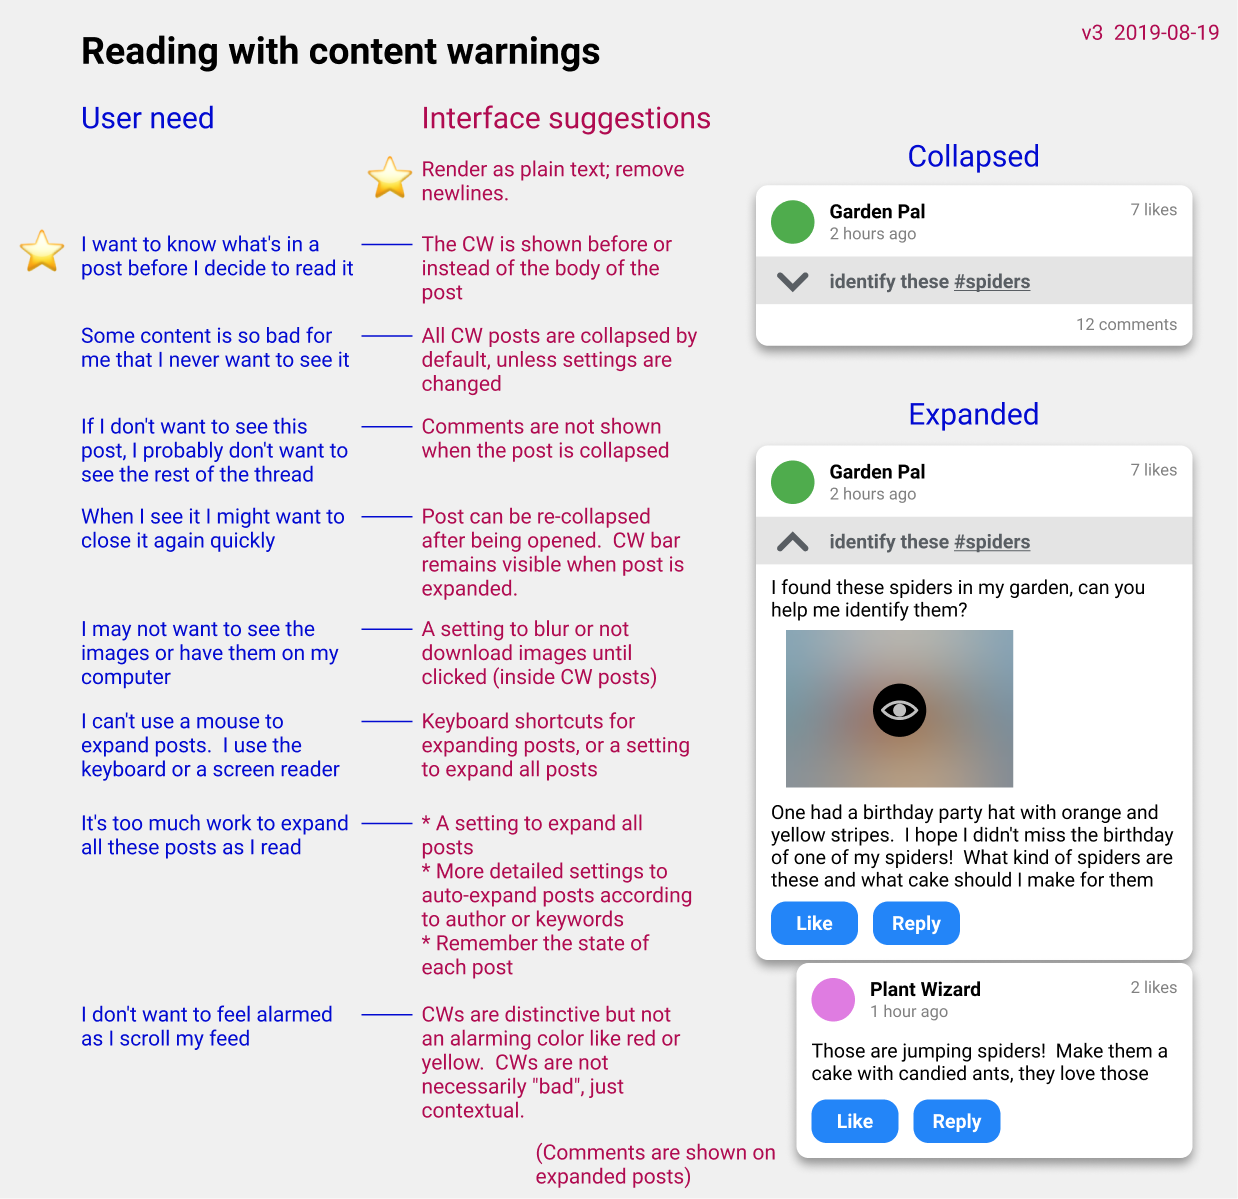 Reading with content warnings
v3  2019-08-19
User need
Interface suggestions
Render as plain text; remove
newlines.
I want to know what's in a
post before I decide to read it
The CW is shown before or
instead of the body of the
post
Some content is so bad for
me that I never want to see it
All CW posts are collapsed by
default, unless settings are
changed
If I don't want to see this
post, I probably don't want to
see the rest of the thread
Comments are not shown
when the post is collapsed
When I see it I might want to
close it again quickly
Post can be re-collapsed
after being opened.  CW bar
remains visible when post is
expanded.
I may not want to see the
images or have them on my
computer
A setting to blur or not
download images until
clicked (inside CW posts)
I can't use a mouse to
expand posts.  I use the
keyboard or a screen reader
Keyboard shortcuts for
expanding posts, or a setting
to expand all posts
It's too much work to expand
all these posts as I read
* A setting to expand all
posts
* More detailed settings to
auto-expand posts according
to author or keywords
* Remember the state of
each post
I don't want to feel alarmed
as I scroll my feed
CWs are distinctive but not
an alarming color like red or
yellow.  CWs are not
necessarily "bad", just
contextual.
(Comments are shown on
expanded posts)
Collapsed
Garden Pal
7 likes
2 hours ago
identify these #spiders
12 comments
Expanded
Garden Pal
7 likes
2 hours ago
identify these #spiders
I found these spiders in my garden, can you
help me identify them?
One had a birthday party hat with orange and
yellow stripes.  I hope I didn't miss the birthday
of one of my spiders!  What kind of spiders are
these and what cake should I make for them
Like
Reply
Plant Wizard
2 likes
1 hour ago
Those are jumping spiders!  Make them a
cake with candied ants, they love those
Like
Reply